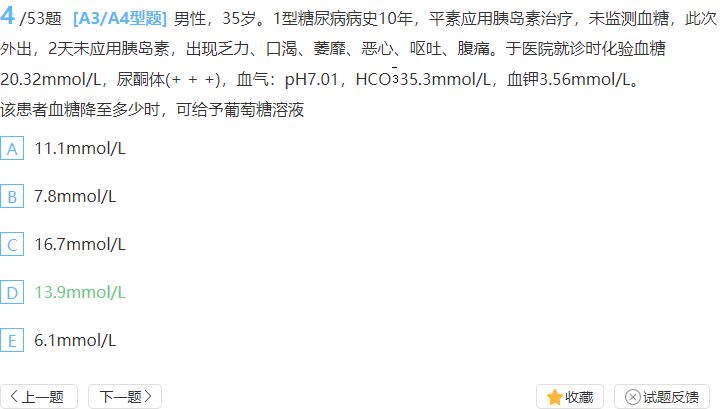 4 /53题 [A3/A4型题] 男性，35岁。1型糖尿病病史10年，平素应用胰岛素治疗，未监测血糖，此次
外出，2天未应用胰岛素，出现乏力、口渴、萎靡、恶心、呕吐、腹痛。于医院就诊时化验血糖
20.32mmol/L，尿酮体(+ + +)，血气：pH7.01，HCO₃⁻35.3mmol/L，血钾3.56mmol/L。
该患者血糖降至多少时，可给予葡萄糖溶液
A 11.1mmol/L
B 7.8mmol/L
C 16.7mmol/L
D 13.9mmol/L
E 6.1mmol/L
上一题 下一题 收藏 试题反馈